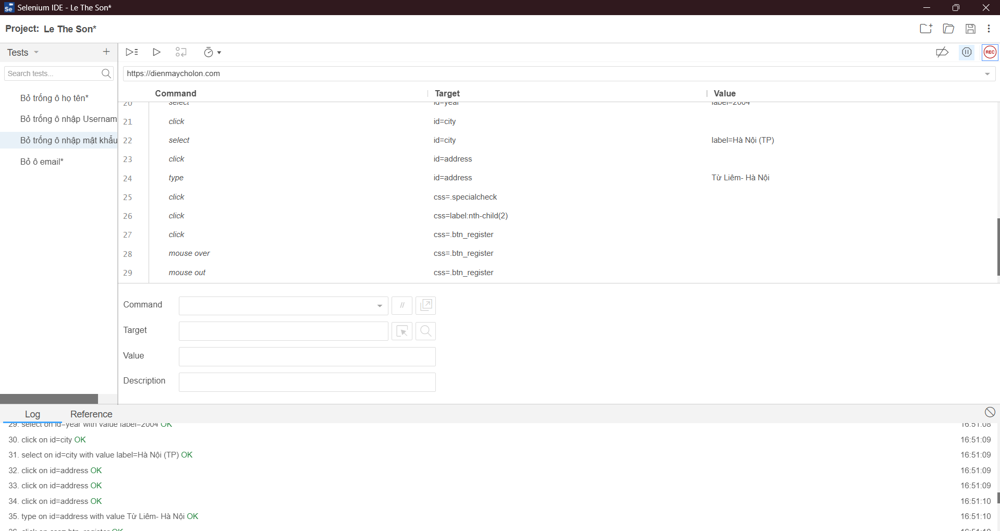 Selenium IDE - Le The Son*
Project: Le The Son*
Tests
REC
Search tests...
https://dienmaycholon.com
Command Target Value
Bỏ trống ô họ tên*
Bỏ trống ô nhập Usernam
Bỏ trống ô nhập mật khẩu
Bỏ ô email*
20 select id=year label=2004
21 click id=city
22 select id=city label=Hà Nội (TP)
23 click id=address
24 type id=address Từ Liêm- Hà Nội
25 click css=.specialcheck
26 click css=label:nth-child(2)
27 click css=.btn_register
28 mouse over css=.btn_register
29 mouse out css=.btn_register
Command //
Target
Value
Description
Log Reference
29. select on id=year with value label=2004 OK 16:51:08
30. click on id=city OK 16:51:09
31. select on id=city with value label=Hà Nội (TP) OK 16:51:09
32. click on id=address OK 16:51:09
33. click on id=address OK 16:51:09
34. click on id=address OK 16:51:10
35. type on id=address with value Từ Liêm- Hà Nội OK 16:51:10
36. click on css=.btn_register OK 16:51:10